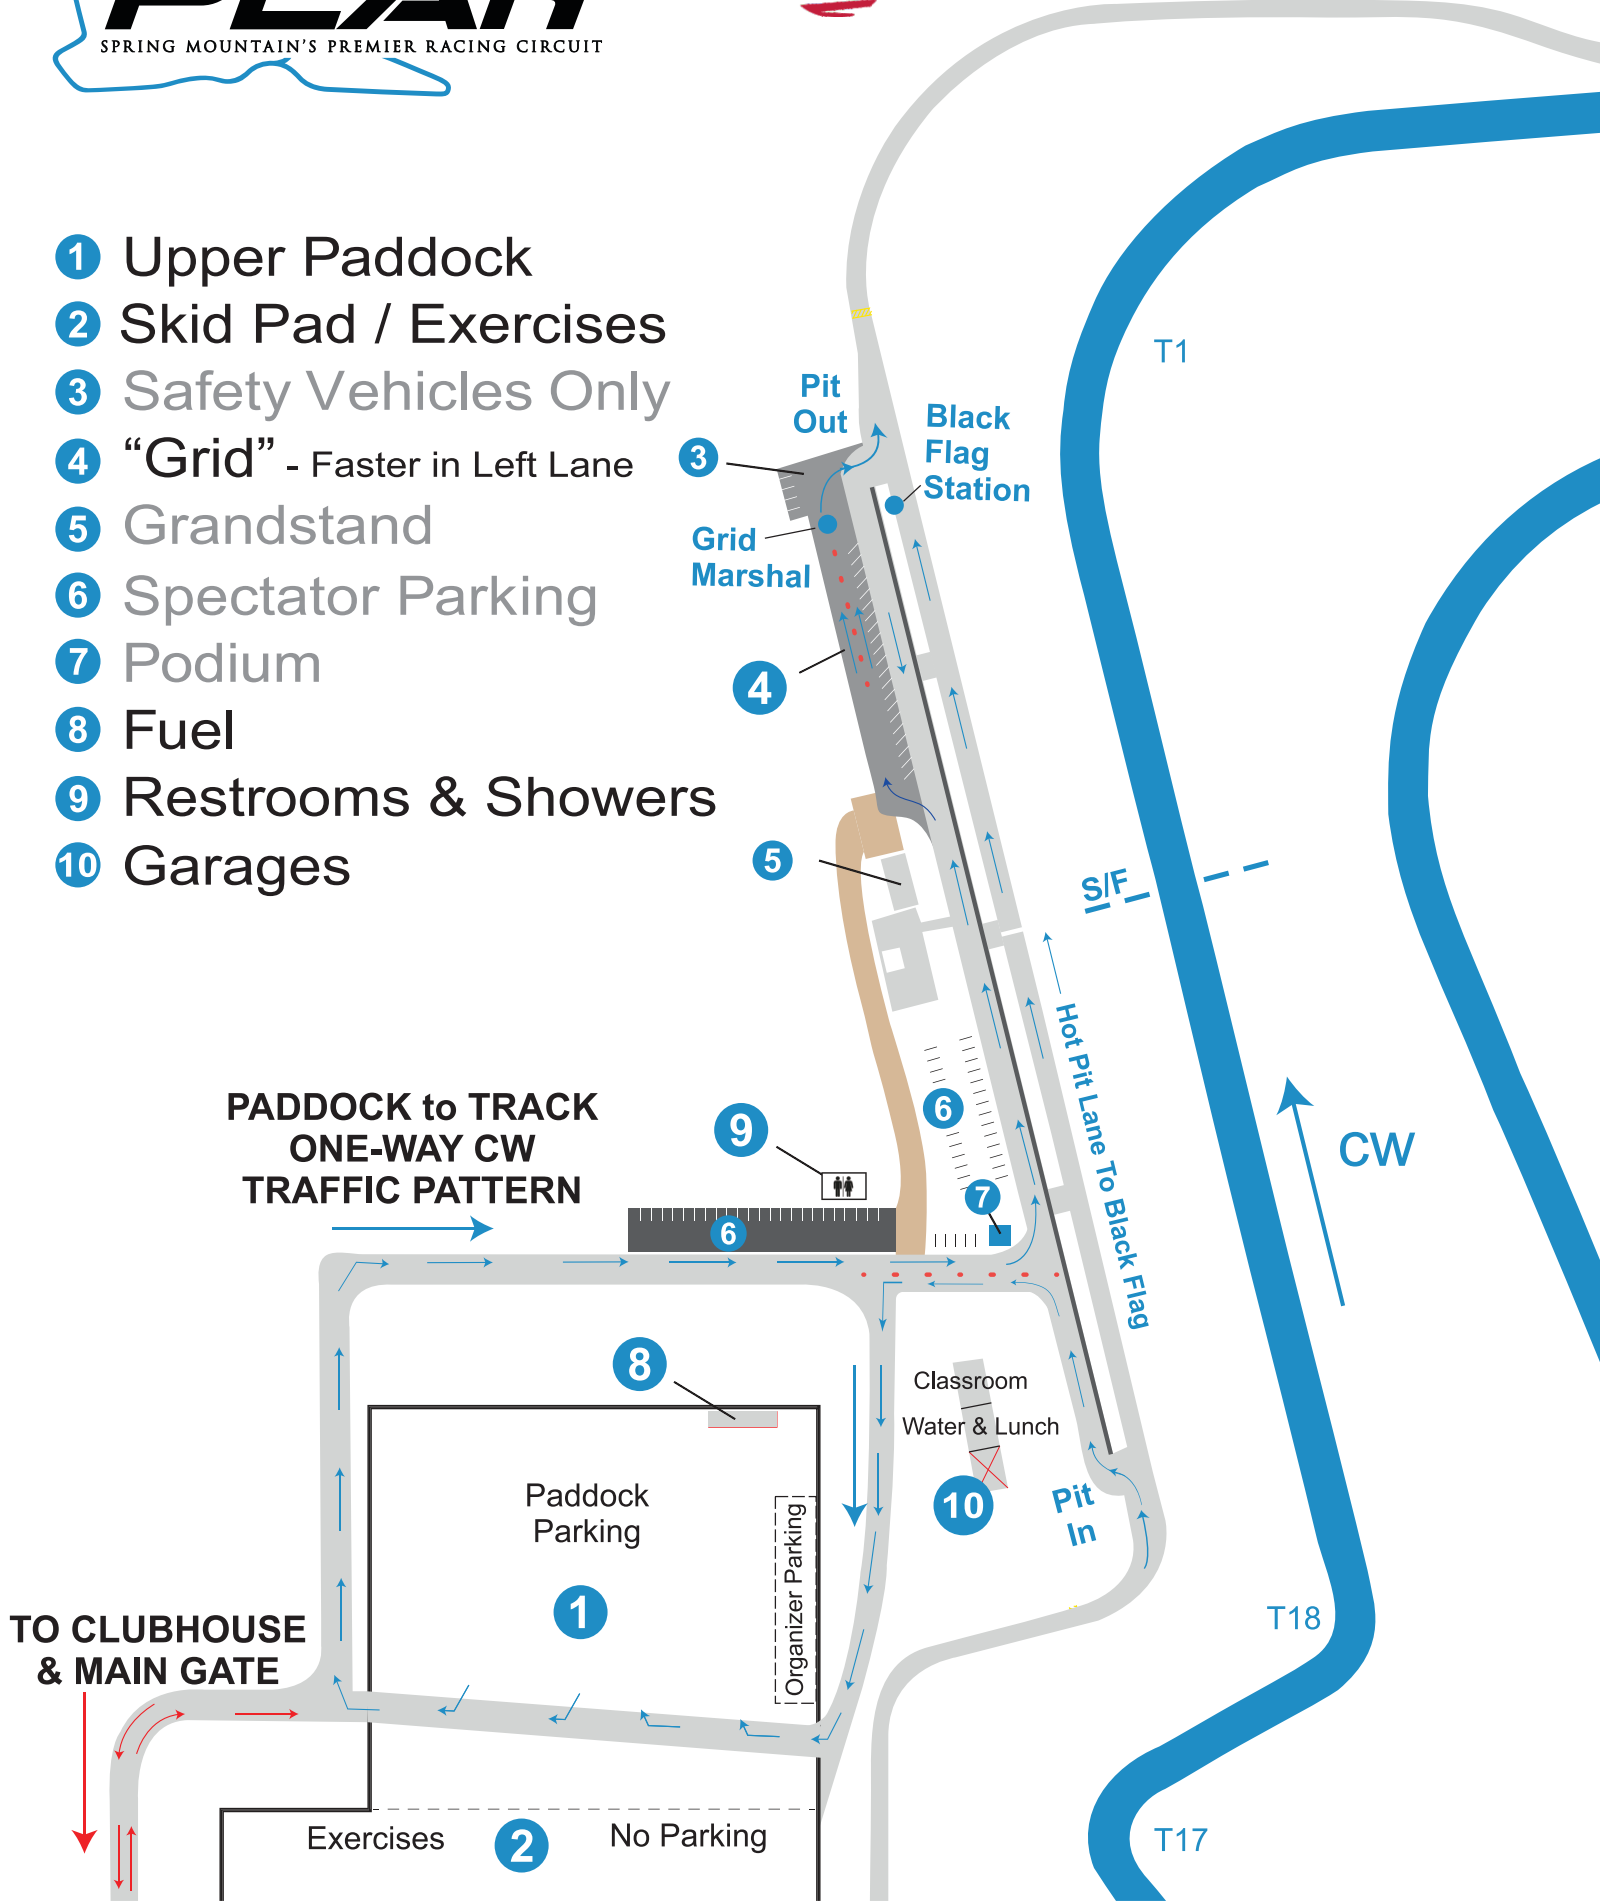 SPRING MOUNTAIN'S PREMIER RACING CIRCUIT
1 Upper Paddock
2 Skid Pad / Exercises
3 Safety Vehicles Only
4 “Grid” - Faster in Left Lane
5 Grandstand
6 Spectator Parking
7 Podium
8 Fuel
9 Restrooms & Showers
10 Garages
T1
Pit
Out
Black
Flag
Station
3
Grid
Marshal
4
5
S/F
Hot Pit Lane To Black Flag
6
CW
PADDOCK to TRACK
ONE-WAY CW
TRAFFIC PATTERN
9
7
6
8
Classroom
Water & Lunch
10
Pit
In
Paddock
Parking
Organizer Parking
1
TO CLUBHOUSE
& MAIN GATE
T18
Exercises
2
No Parking
T17